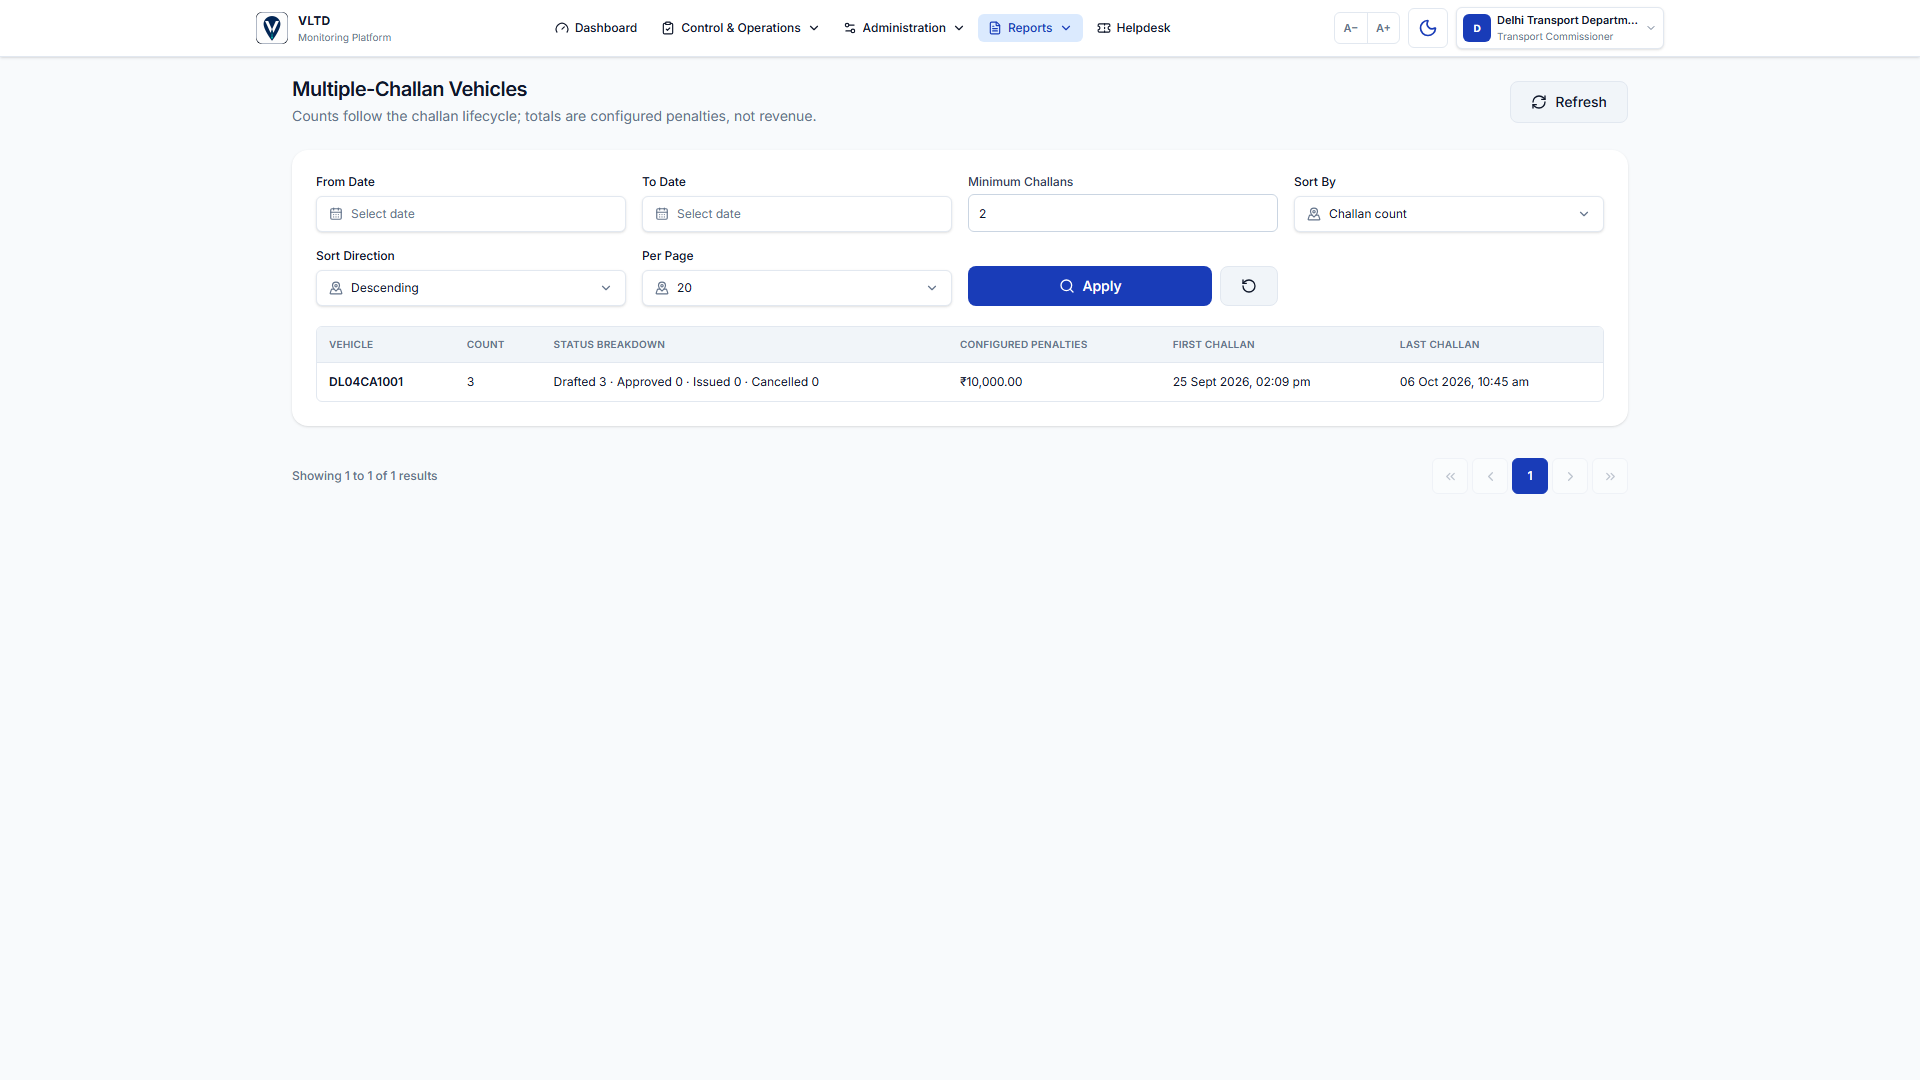 VLTD
Monitoring Platform
Dashboard
Control & Operations
Administration
Reports
Helpdesk
A−
A+
D
Delhi Transport Departm...
Transport Commissioner
Multiple-Challan Vehicles
Counts follow the challan lifecycle; totals are configured penalties, not revenue.
Refresh
From Date
To Date
Minimum Challans
Sort By
Select date
Select date
2
Challan count
Sort Direction
Per Page
Descending
20
Apply
VEHICLE COUNT STATUS BREAKDOWN CONFIGURED PENALTIES FIRST CHALLAN LAST CHALLAN
DL04CA1001 3 Drafted 3 · Approved 0 · Issued 0 · Cancelled 0 ₹10,000.00 25 Sept 2026, 02:09 pm 06 Oct 2026, 10:45 am
Showing 1 to 1 of 1 results
« ‹ 1 › »